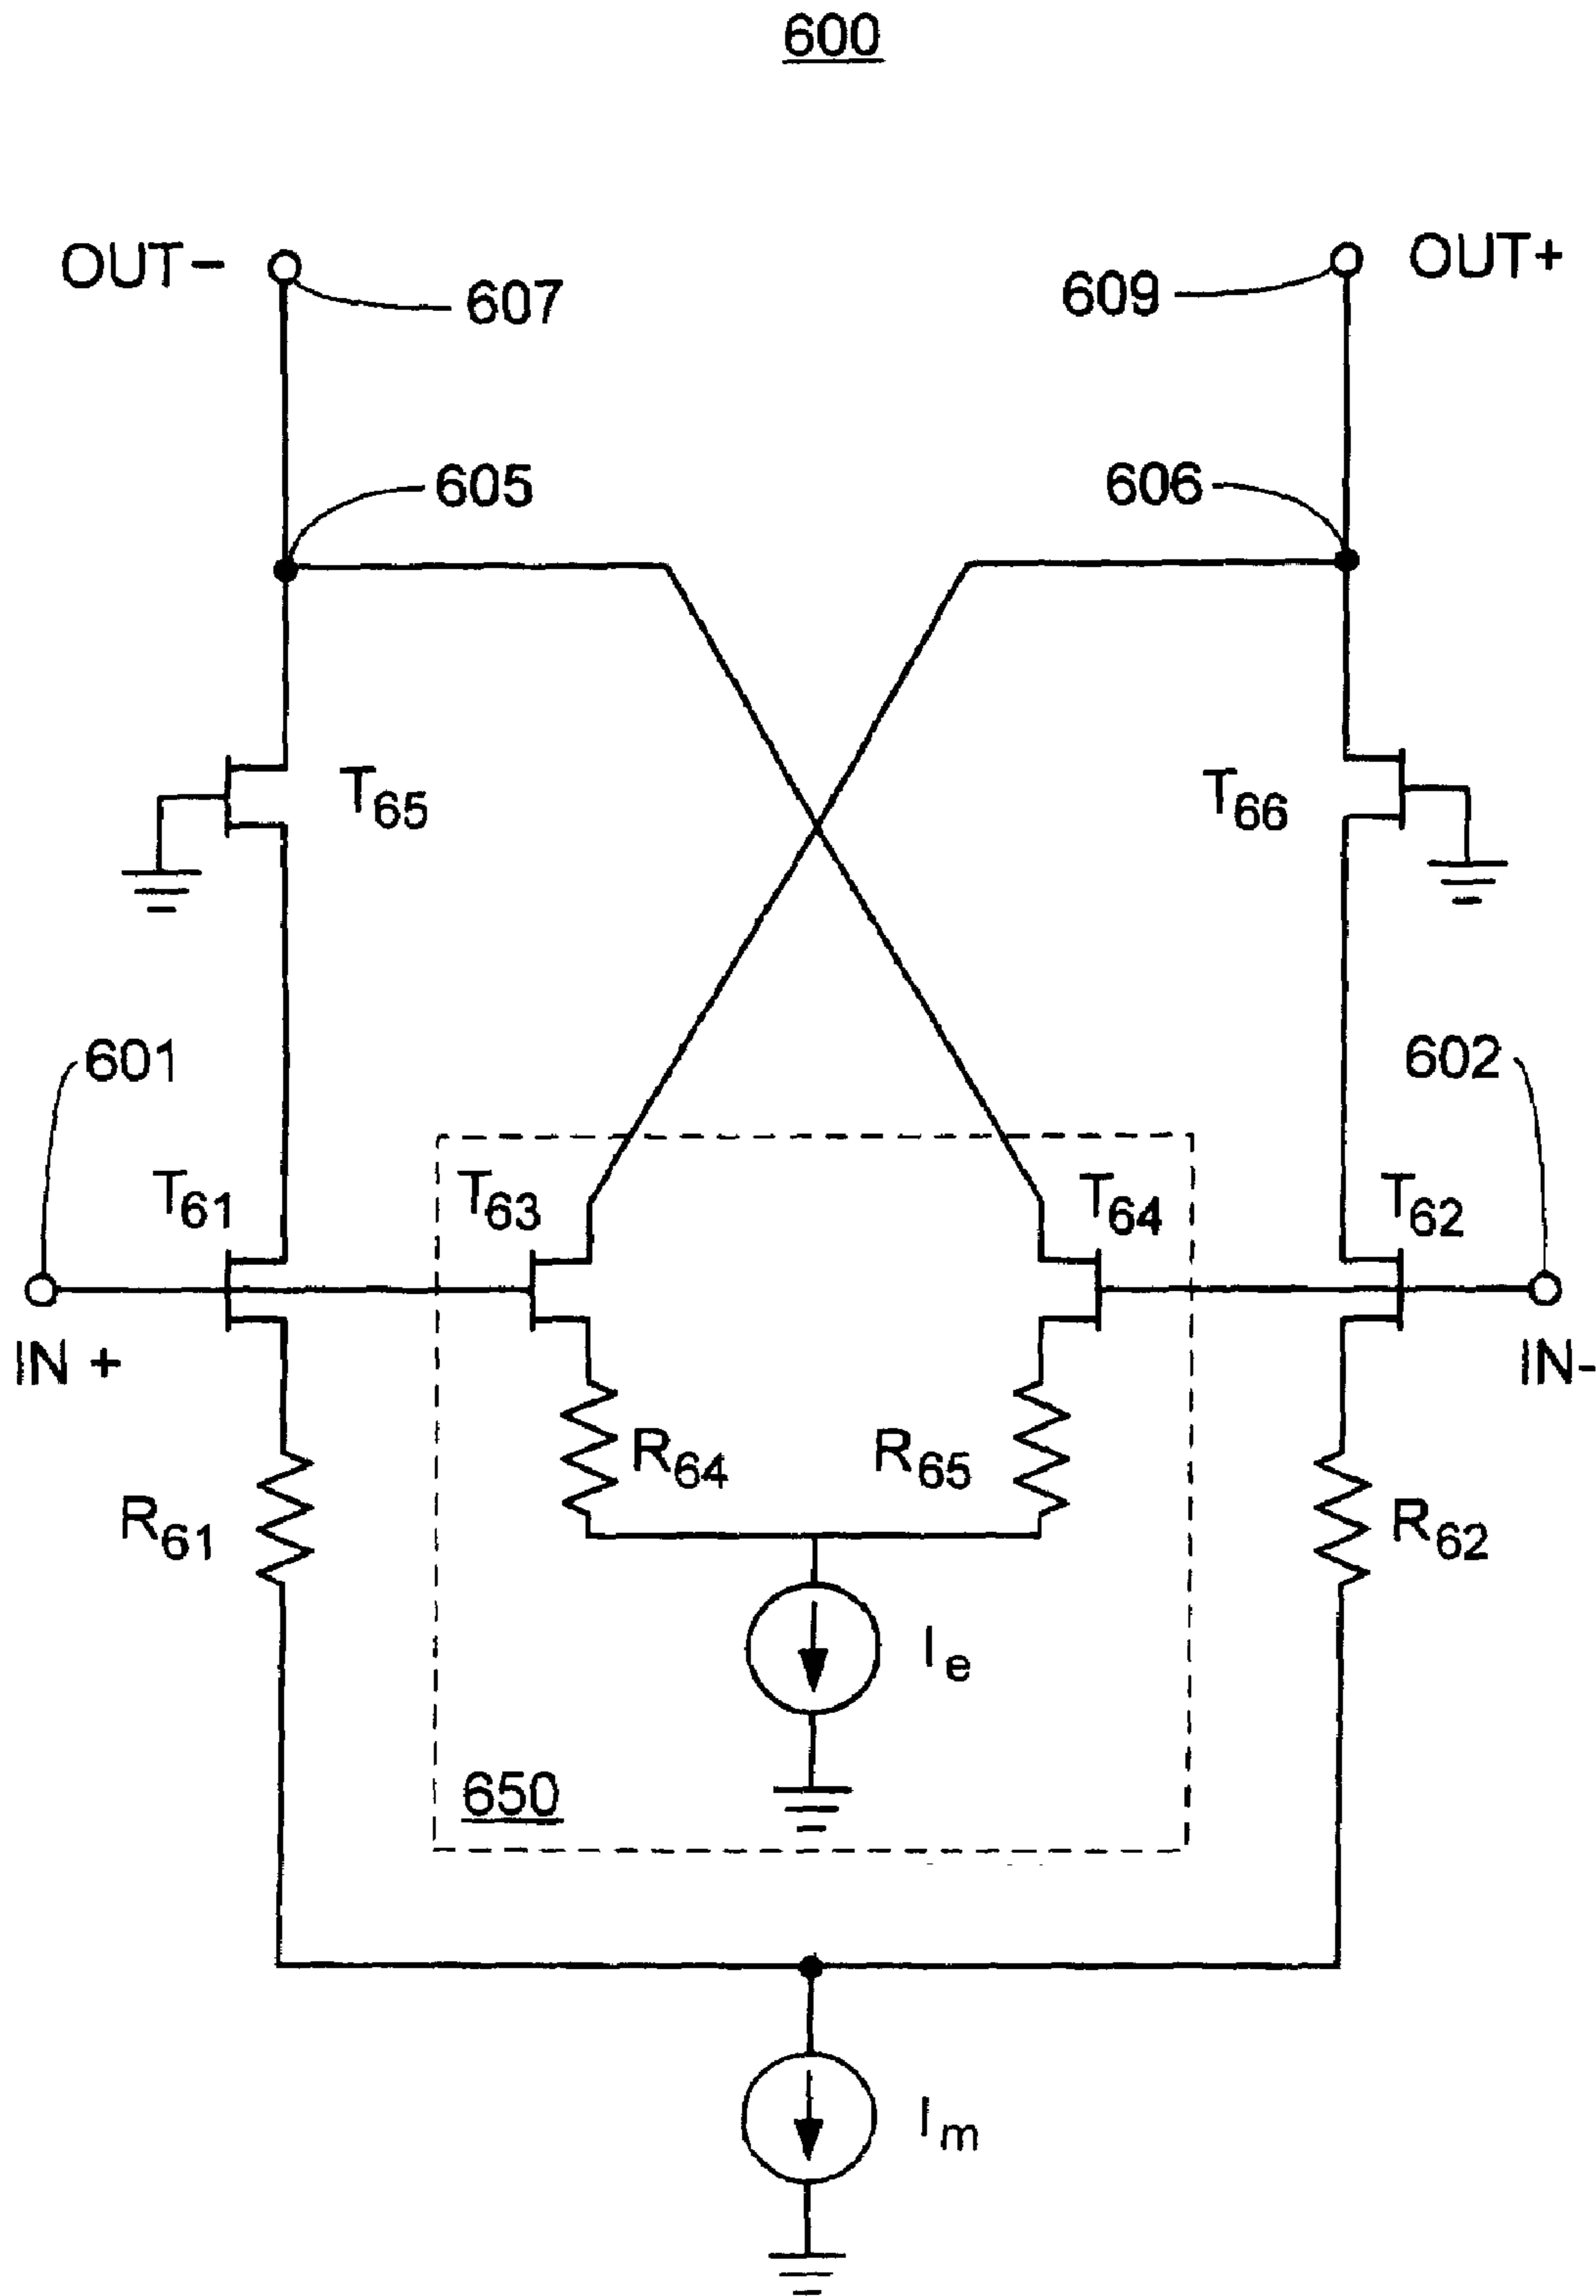 600
OUT− OUT+
607 609
605 606
T65 T66
601 602
T61 T63 T64 T62
IN + IN-
R64 R65
R61 R62
Ie
650
Im